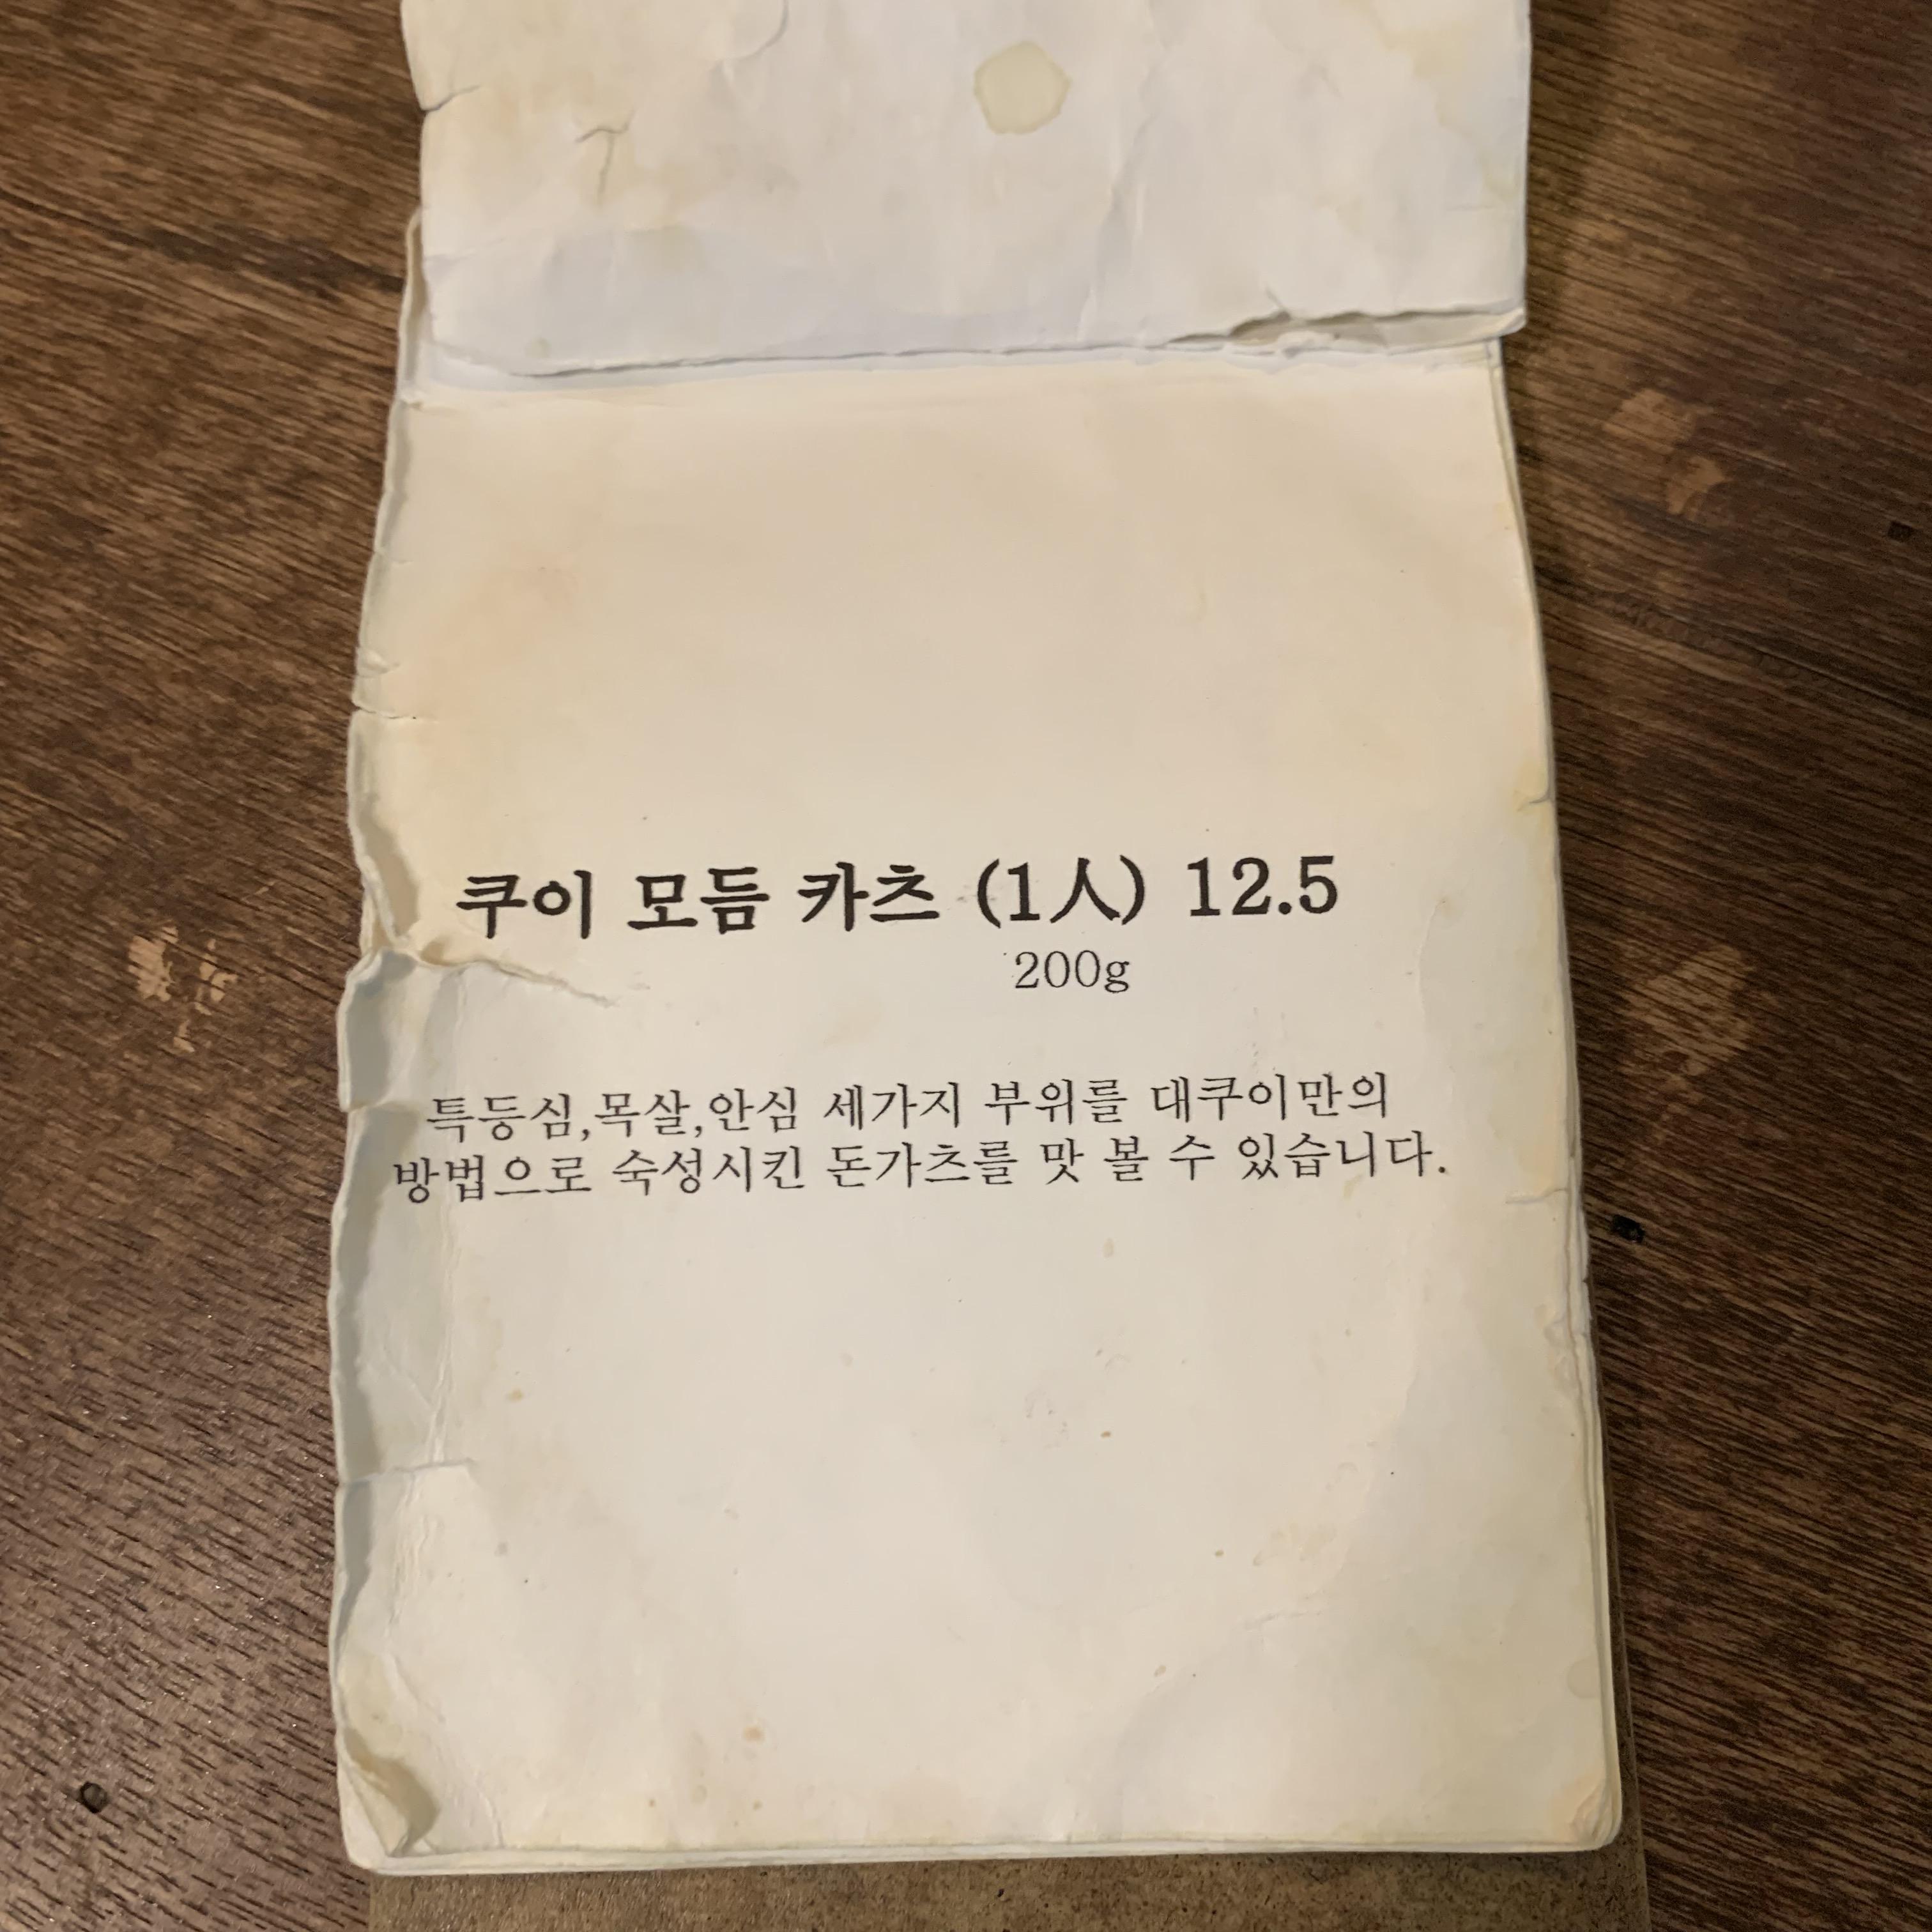 쿠이 모듬 카츠 (1人) 12.5
200g
특등심,목살,안심 세가지 부위를 대쿠이만의
방법으로 숙성시킨 돈가츠를 맛 볼 수 있습니다.